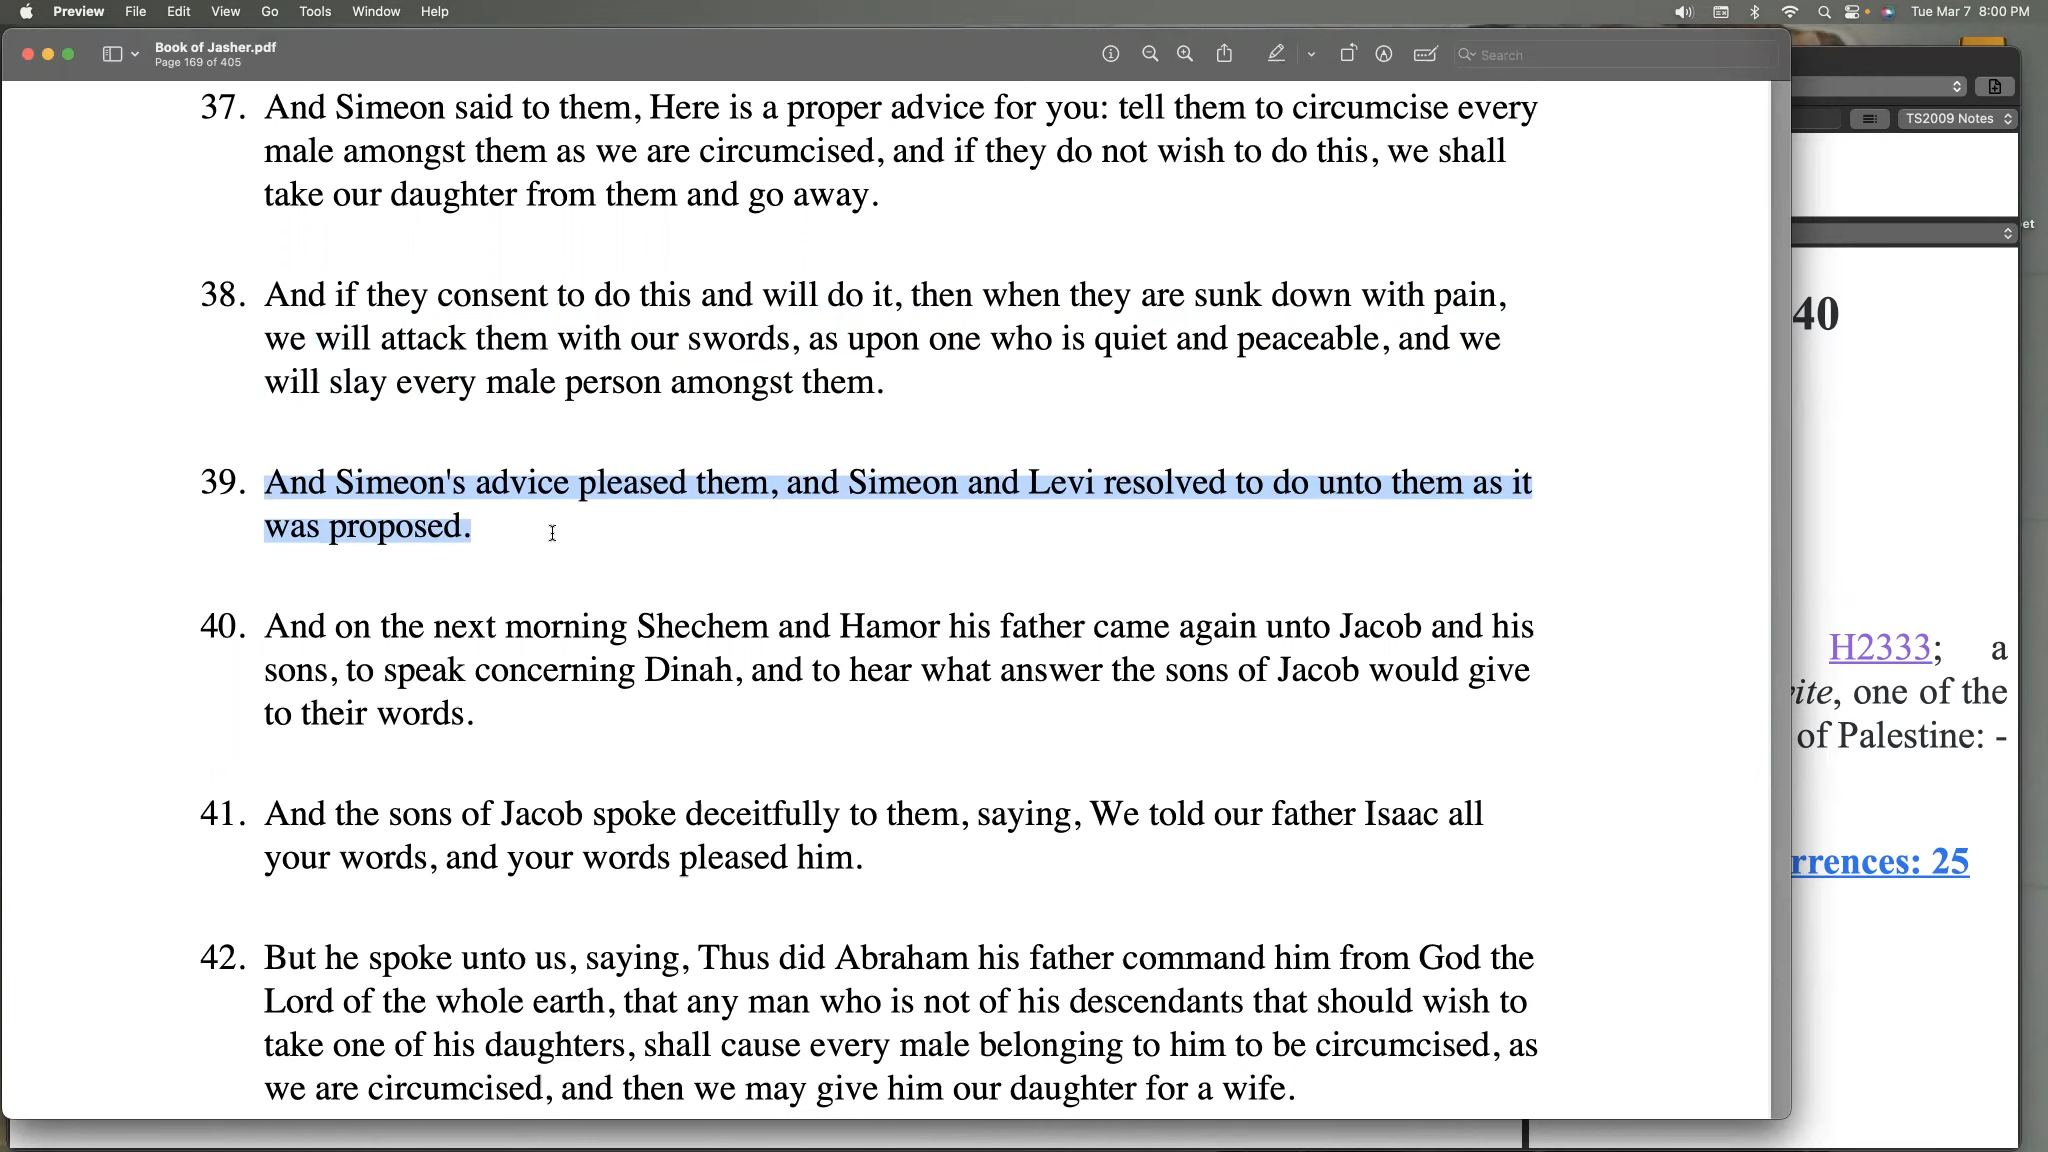 Preview File Edit View Go Tools Window Help Tue Mar 7 8:00 PM
Book of Jasher.pdf
Page 169 of 405
Search
TS2009 Notes
37. And Simeon said to them, Here is a proper advice for you: tell them to circumcise every
male amongst them as we are circumcised, and if they do not wish to do this, we shall
take our daughter from them and go away.
38. And if they consent to do this and will do it, then when they are sunk down with pain,
we will attack them with our swords, as upon one who is quiet and peaceable, and we
will slay every male person amongst them.
39. And Simeon's advice pleased them, and Simeon and Levi resolved to do unto them as it
was proposed.
40. And on the next morning Shechem and Hamor his father came again unto Jacob and his
sons, to speak concerning Dinah, and to hear what answer the sons of Jacob would give
to their words.
41. And the sons of Jacob spoke deceitfully to them, saying, We told our father Isaac all
your words, and your words pleased him.
42. But he spoke unto us, saying, Thus did Abraham his father command him from God the
Lord of the whole earth, that any man who is not of his descendants that should wish to
take one of his daughters, shall cause every male belonging to him to be circumcised, as
we are circumcised, and then we may give him our daughter for a wife.
et
40
H2333; a
ite, one of the
of Palestine: -
rrences: 25